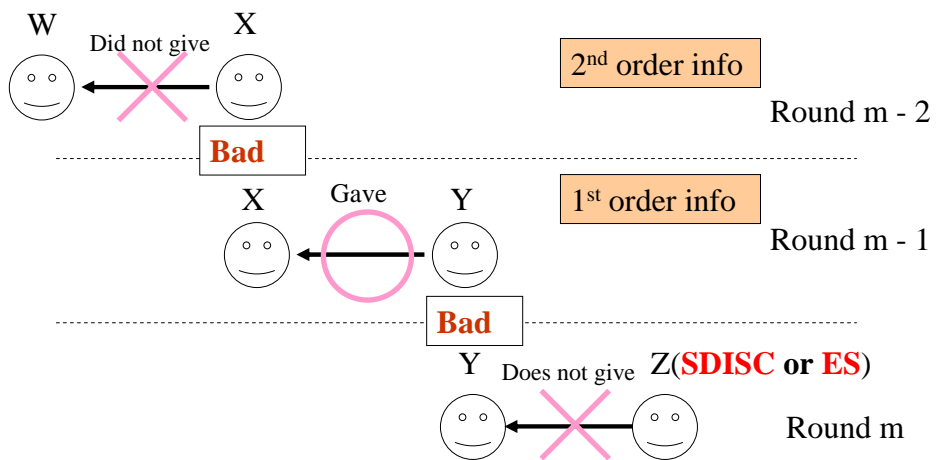 W
X
Did not give
2nd order info
Round m - 2
Bad
X
Gave
Y
1st order info
Round m - 1
Bad
Y
Does not give
Z(SDISC or ES)
Round m